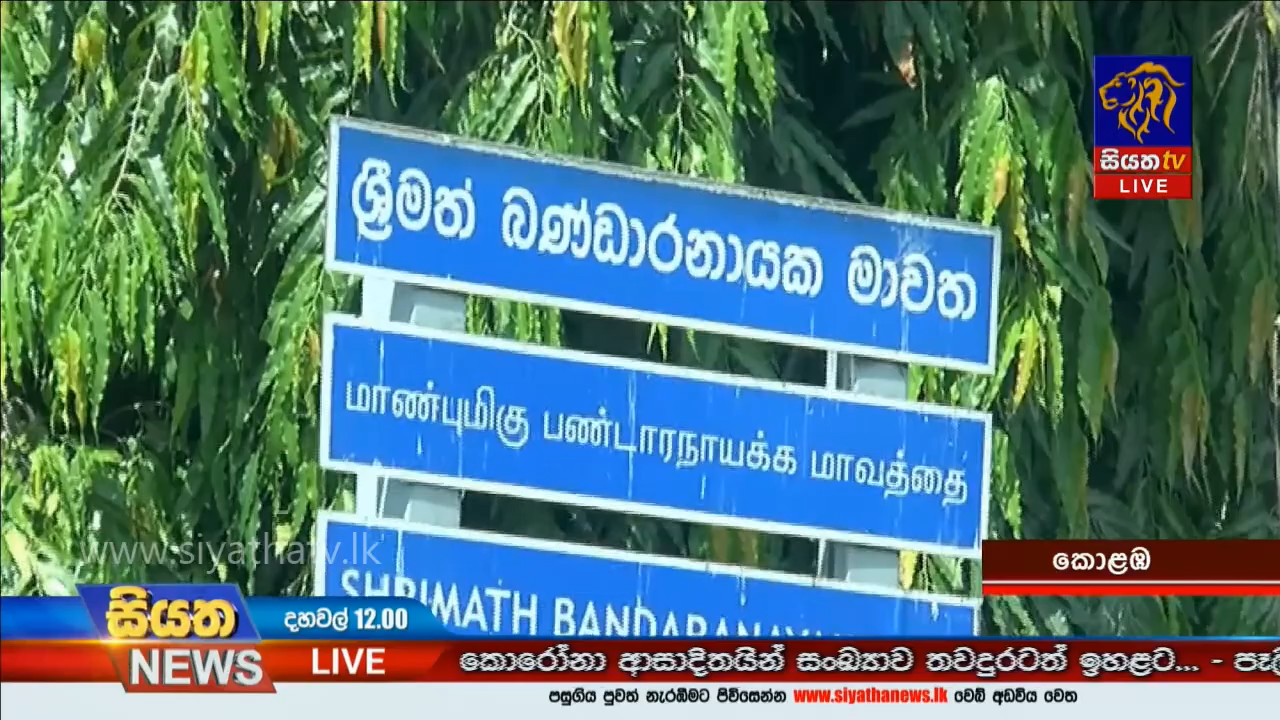 සියත tv
LIVE
ශ්‍රීමත් බණ්ඩාරනායක මාවත
மாண்புமிகு பண்டாரநாயக்க மாவத்தை
SHRIMATH
www.siyathatv.lk
කොළඹ
සියත
දහවල් 12.00
NEWS
LIVE
කොරෝනා ආසාදිතයින් සංඛ්‍යාව තවදුරටත් ඉහළට... -
පසුගිය පුවත් නැරඹීමට පිවිසෙන්න www.siyathanews.lk වෙබ් අඩවිය වෙත